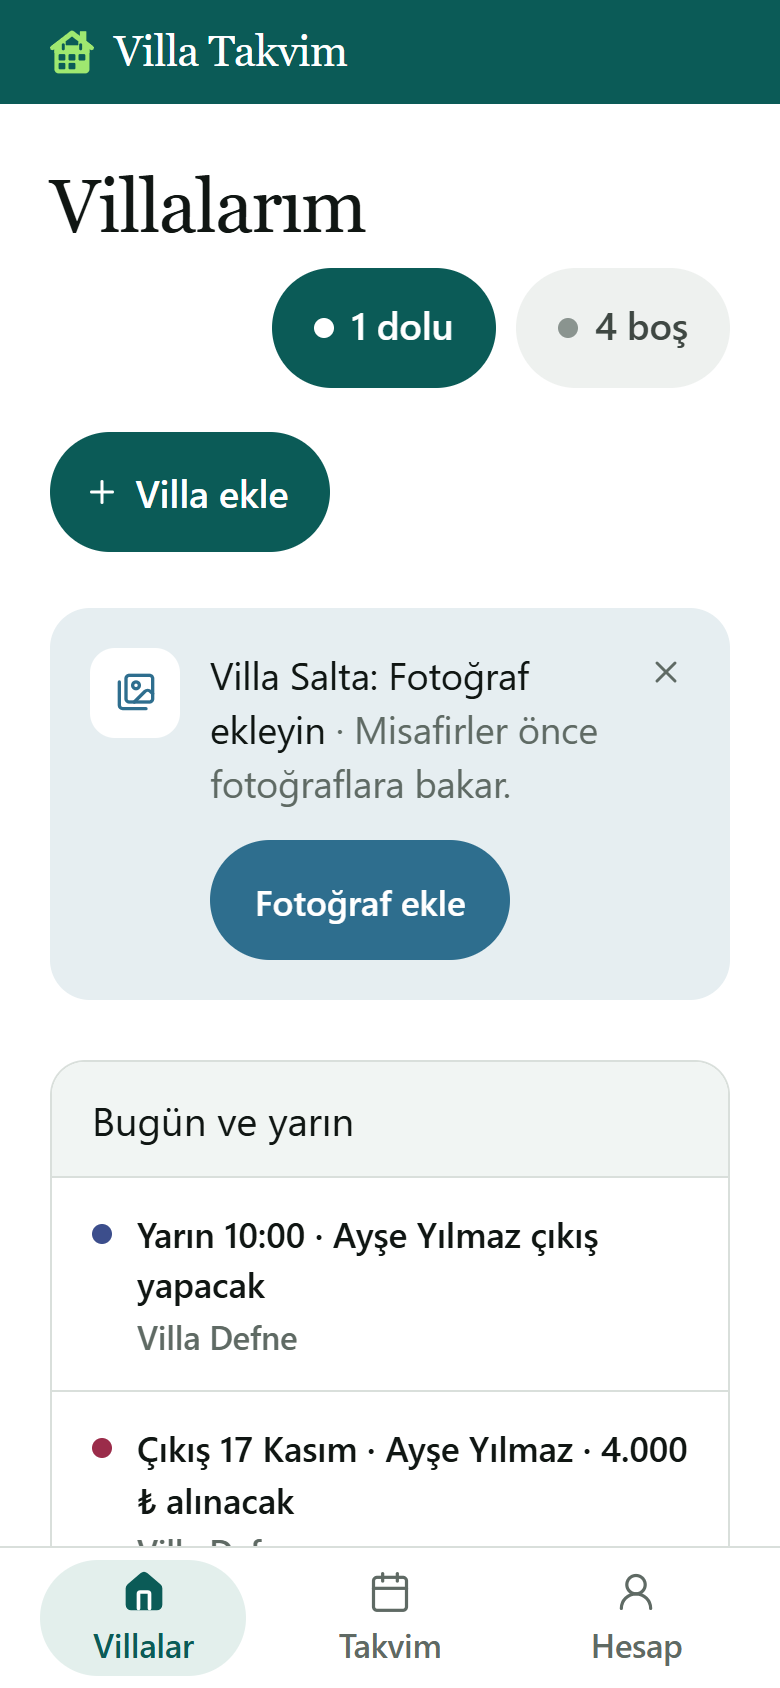 Villa Takvim
Villalarım
1 dolu
4 boş
+ Villa ekle
Villa Salta: Fotoğraf
ekleyin · Misafirler önce
fotoğraflara bakar.
Fotoğraf ekle
Bugün ve yarın
Yarın 10:00 · Ayşe Yılmaz çıkış
yapacak
Villa Defne
Çıkış 17 Kasım · Ayşe Yılmaz · 4.000
₺ alınacak
Villalar
Takvim
Hesap